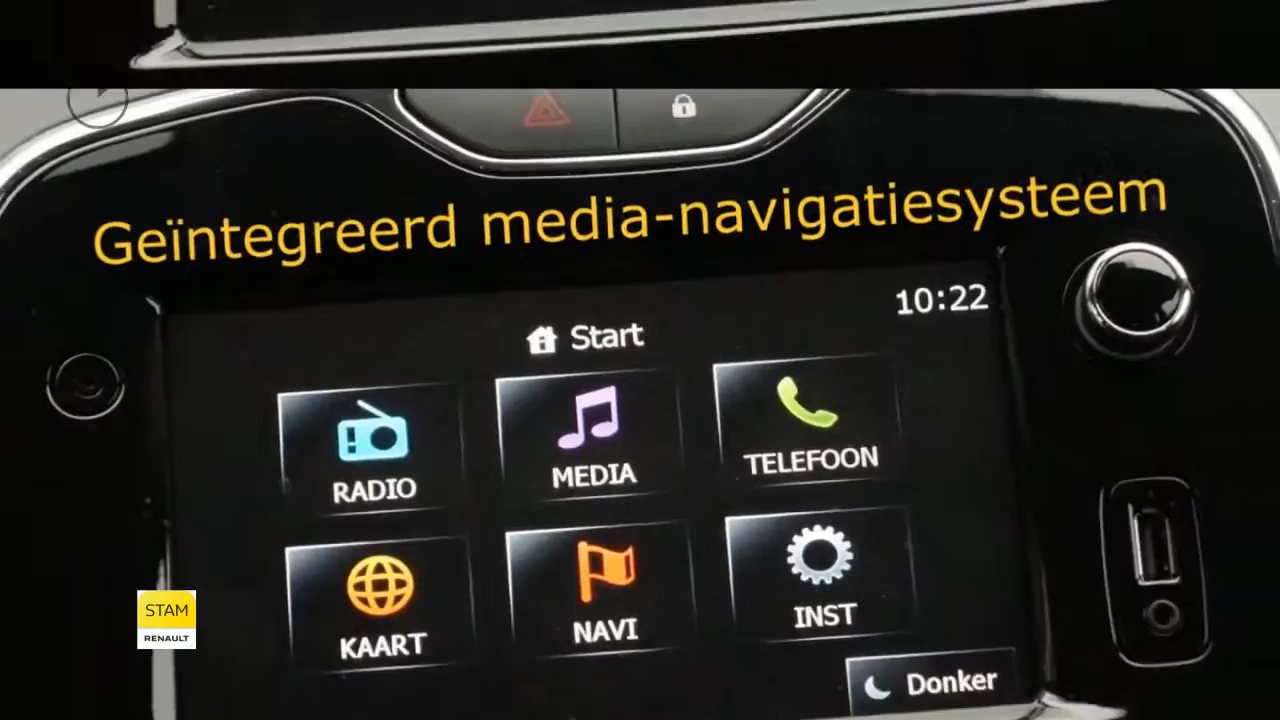 Geïntegreerd media-navigatiesysteem
10:22
Start
RADIO
MEDIA
TELEFOON
KAART
NAVI
INST
Donker
STAM
RENAULT